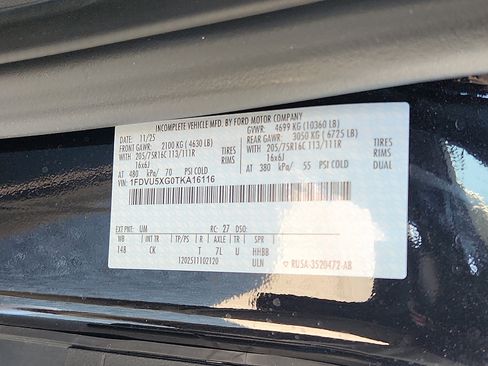 INCOMPLETE VEHICLE MFD. BY FORD MOTOR COMPANY
DATE: 11/25 GVWR: 4699 KG (10360 LB)
FRONT GAWR: 2100 KG ( 4630 LB) REAR GAWR: 3050 KG ( 6725 LB)
205/75R16C 113/111R TIRES 205/75R16C 113/111R TIRES
16x6J RIMS 16x6J RIMS
AT 480 kPa/ 70 PSI COLD AT 380 kPa/ 55 PSI COLD
VIN: 1FDVU5XG0TKA16116
EXT PNT: UM RC: 27 DSO:
WB INT TR TP/PS R AXLE TR SPR
148 CK T 7L U HHBB
1202511102120 ULN RU5A-3520472-AB